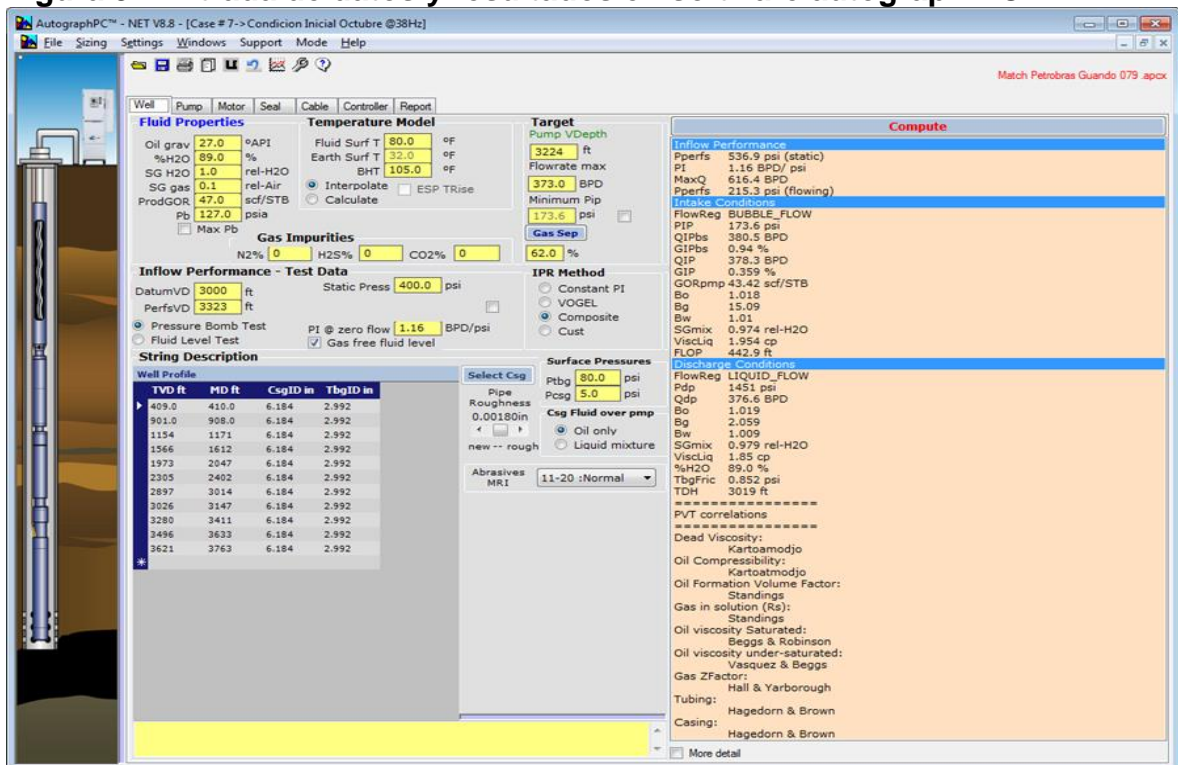 AutographPC™ - NET V8.8 - [Case # 7->Condicion Inicial Octubre @38Hz]
File Sizing Settings Windows Support Mode Help
Match Petrobras Guando 079 .apcx
Well Pump Motor Seal Cable Controller Report
Fluid Properties
Oil grav 27.0 ºAPI
%H2O 89.0 %
SG H2O 1.0 rel-H2O
SG gas 0.1 rel-Air
ProdGOR 47.0 scf/STB
Pb 127.0 psia
Max Pb
Temperature Model
Fluid Surf T 80.0 ºF
Earth Surf T 32.0 ºF
BHT 105.0 ºF
Interpolate ESP TRise
Calculate
Gas Impurities
N2% 0 H2S% 0 CO2% 0
Target
Pump VDepth
3224 ft
Flowrate max
373.0 BPD
Minimum Pip
173.6 psi
Gas Sep
62.0 %
Inflow Performance - Test Data
DatumVD 3000 ft
PerfsVD 3323 ft
Static Press 400.0 psi
Pressure Bomb Test
Fluid Level Test
PI @ zero flow 1.16 BPD/psi
Gas free fluid level
IPR Method
Constant PI
VOGEL
Composite
Cust
String Description
Well Profile
TVD ft MD ft CsgID in TbgID in
409.0 410.0 6.184 2.992
901.0 908.0 6.184 2.992
1154 1171 6.184 2.992
1566 1612 6.184 2.992
1973 2047 6.184 2.992
2305 2402 6.184 2.992
2897 3014 6.184 2.992
3026 3147 6.184 2.992
3280 3411 6.184 2.992
3496 3633 6.184 2.992
3621 3763 6.184 2.992
Select Csg
Pipe
Roughness
0.00180in
new -- rough
Surface Pressures
Ptbg 80.0 psi
Pcsg 5.0 psi
Csg Fluid over pmp
Oil only
Liquid mixture
Abrasives
MRI
11-20 :Normal
Compute
Inflow Performance
Pperfs 536.9 psi (static)
PI 1.16 BPD/ psi
MaxQ 616.4 BPD
Pperfs 215.3 psi (flowing)
Intake Conditions
FlowReg BUBBLE_FLOW
PIP 173.6 psi
QIPbs 380.5 BPD
GIPbs 0.94 %
QIP 378.3 BPD
GIP 0.359 %
GORpmp 43.42 scf/STB
Bo 1.018
Bg 15.09
Bw 1.01
SGmix 0.974 rel-H2O
ViscLiq 1.954 cp
FLOP 442.9 ft
Discharge Conditions
FlowReg LIQUID_FLOW
Pdp 1451 psi
Qdp 376.6 BPD
Bo 1.019
Bg 2.059
Bw 1.009
SGmix 0.979 rel-H2O
ViscLiq 1.85 cp
%H2O 89.0 %
TbgFric 0.852 psi
TDH 3019 ft
================
PVT correlations
================
Dead Viscosity:
Kartoamodjo
Oil Compressibility:
Kartoatmodjo
Oil Formation Volume Factor:
Standings
Gas in solution (Rs):
Standings
Oil viscosity Saturated:
Beggs & Robinson
Oil viscosity under-saturated:
Vasquez & Beggs
Gas ZFactor:
Hall & Yarborough
Tubing:
Hagedorn & Brown
Casing:
Hagedorn & Brown
More detail